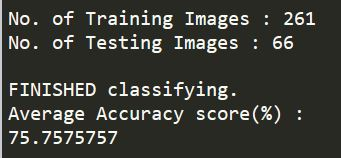 No. of Training Images : 261
No. of Testing Images : 66
FINISHED classifying.
Average Accuracy score(%) :
75.7575757